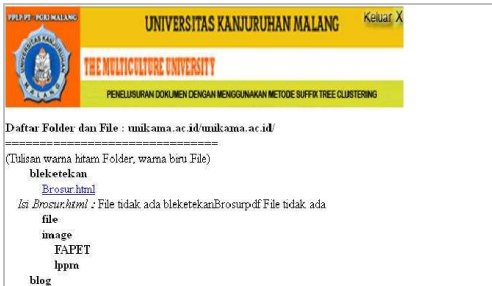 PPLP.PT. PGRI MALANG
UNIVERSITAS KANJURUHAN MALANG
Keluar X
THE MULTICULTURE UNIVERSITY
PENELUSURAN DOKUMEN DENGAN MENGGUNAKAN METODE SUFFIX TREE CLUSTERING
Daftar Folder dan File : unikama.ac.id/unikama.ac.id/
================================
(Tulisan warna hitam Folder, warna biru File)
bleketekan
Brosur.html
Isi Brosur.html : File tidak ada bleketekanBrosurpdf File tidak ada
file
image
FAPET
lppm
blog